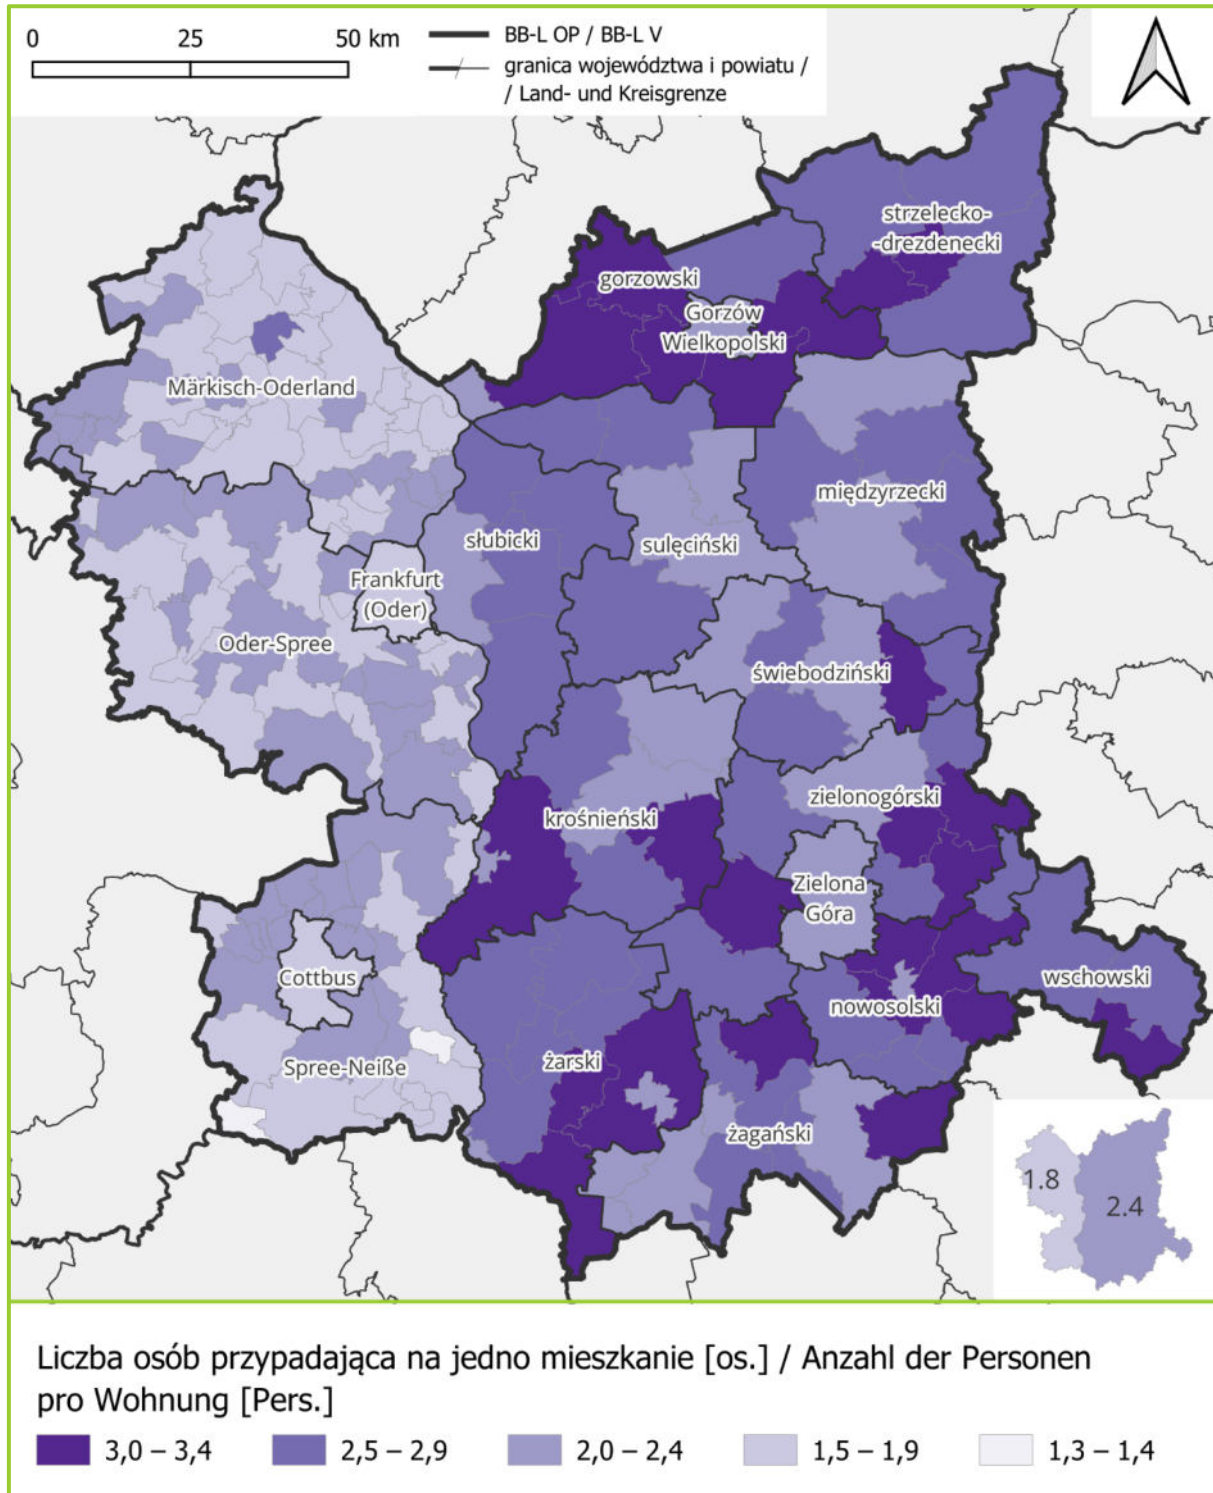 0 25 50 km
BB-L OP / BB-L V
granica województwa i powiatu /
/ Land- und Kreisgrenze
strzelecko-
-drezdenecki
gorzowski
Gorzów
Wielkopolski
Märkisch-Oderland
międzyrzecki
słubicki
sulęciński
Frankfurt
(Oder)
Oder-Spree
świebodziński
zielonogórski
krośnieński
Zielona
Góra
Cottbus
wschowski
nowosolski
Spree-Neiße
żarski
żagański
1.8
2.4
Liczba osób przypadająca na jedno mieszkanie [os.] / Anzahl der Personen
pro Wohnung [Pers.]
3,0 – 3,4 2,5 – 2,9 2,0 – 2,4 1,5 – 1,9 1,3 – 1,4